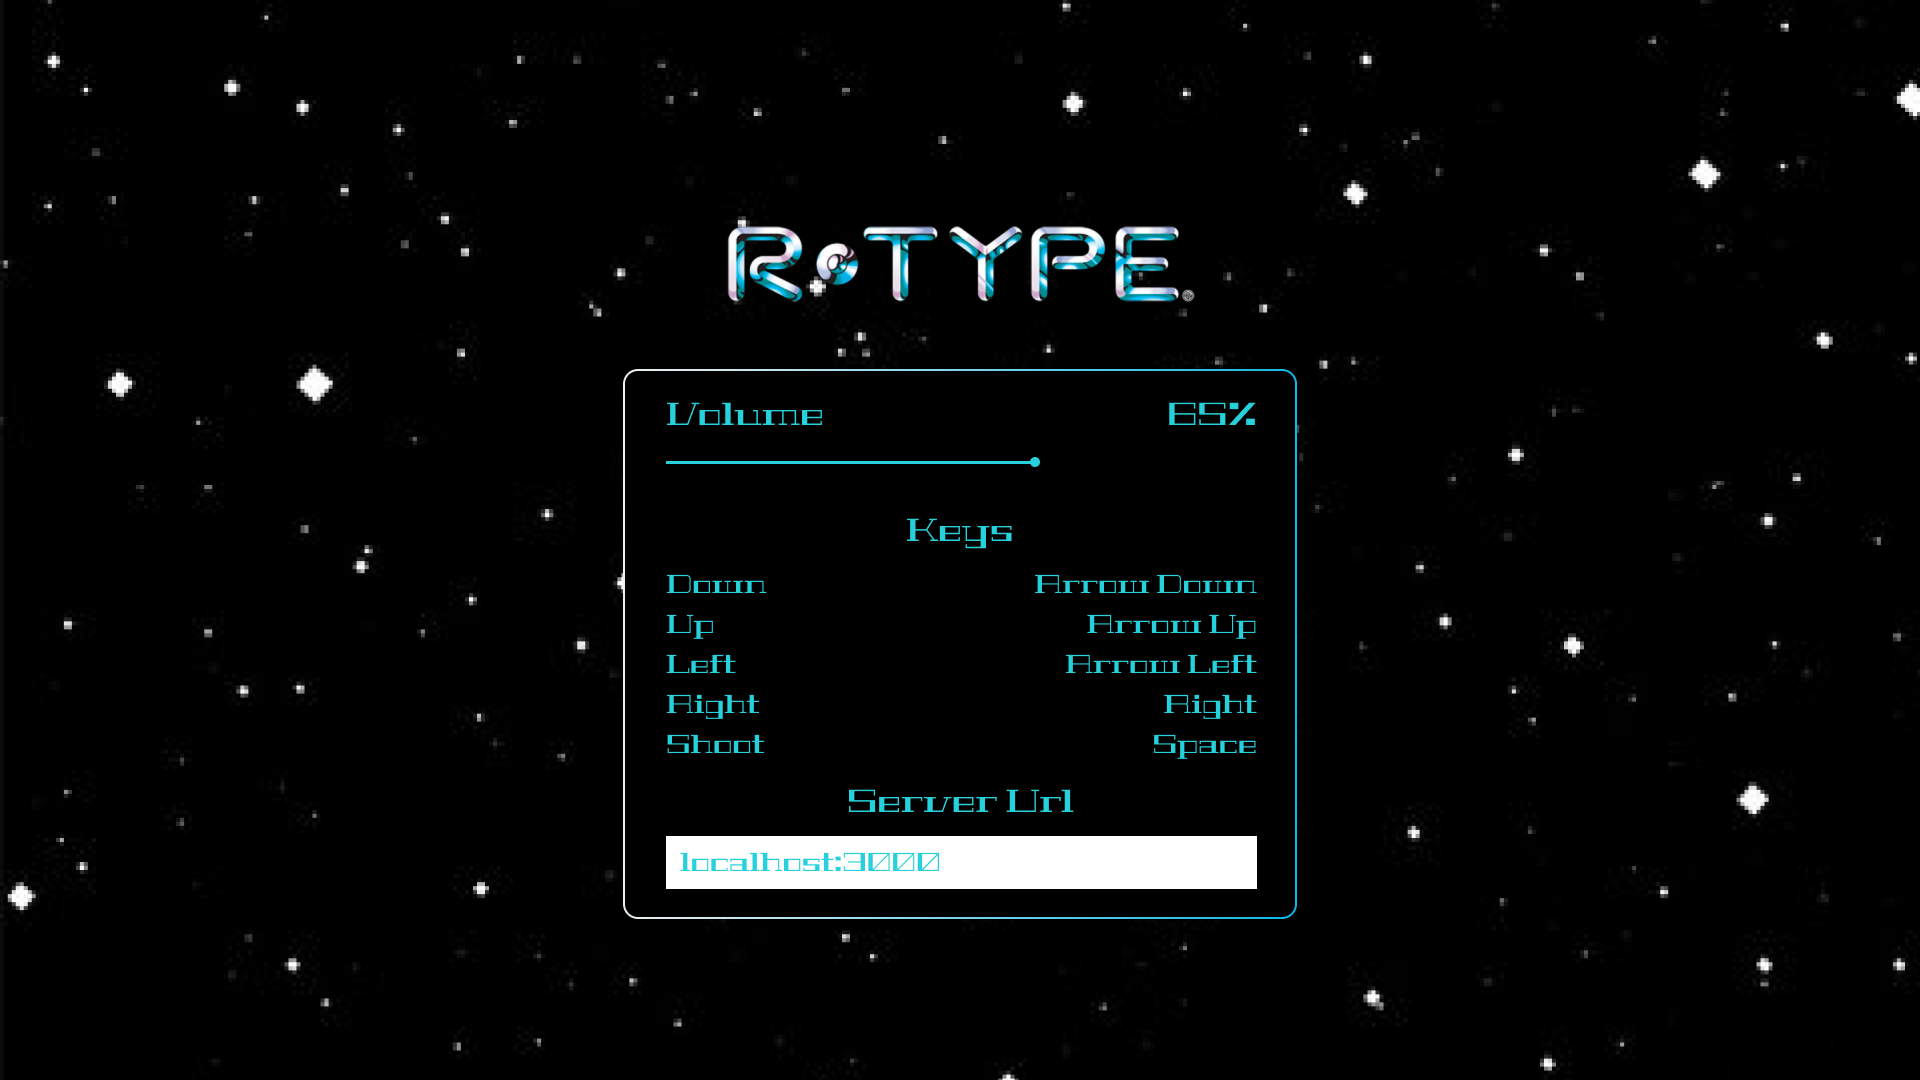 R•TYPE®
Volume 65%
Keys
Down Arrow Down
Up Arrow Up
Left Arrow Left
Right Right
Shoot Space
Server Url
localhost:3000